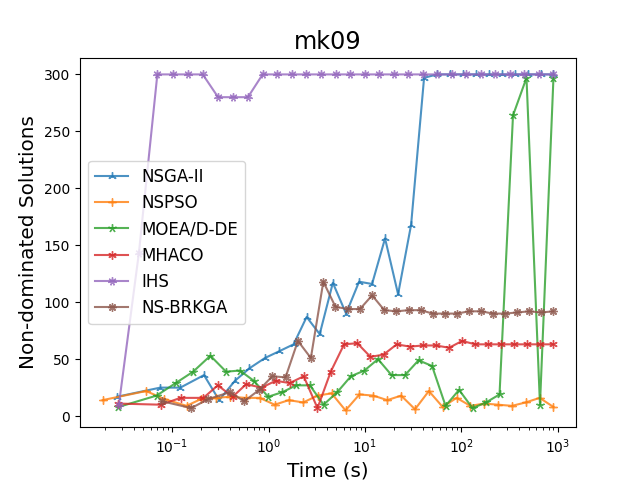 mk09
Non-dominated Solutions
300
250
200
150
100
50
0
NSGA-II
NSPSO
MOEA/D-DE
MHACO
IHS
NS-BRKGA
10⁻¹
10⁰
10¹
10²
10³
Time (s)